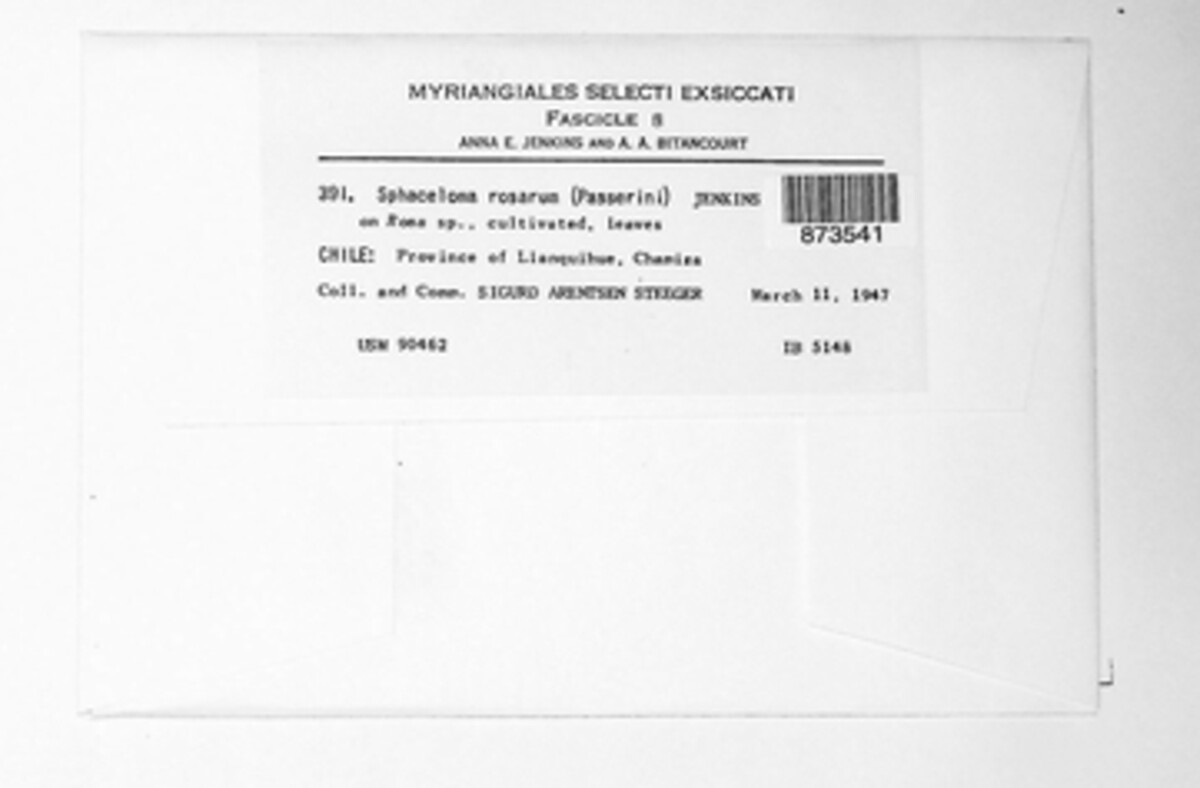 MYRIANGIALES SELECTI EXSICCATI
FASCICLE 8
ANNA E. JENKINS AND A. A. BITANCOURT
391. Sphaceloma rosarum (Passerini) JENKINS
on Rosa sp., cultivated, leaves
873541
CHILE: Province of Llanquihue, Chamiza
Coll. and Comm. SIGURD ARENTSEN STEEGER March 11, 1947
USM 90462 IB 5148